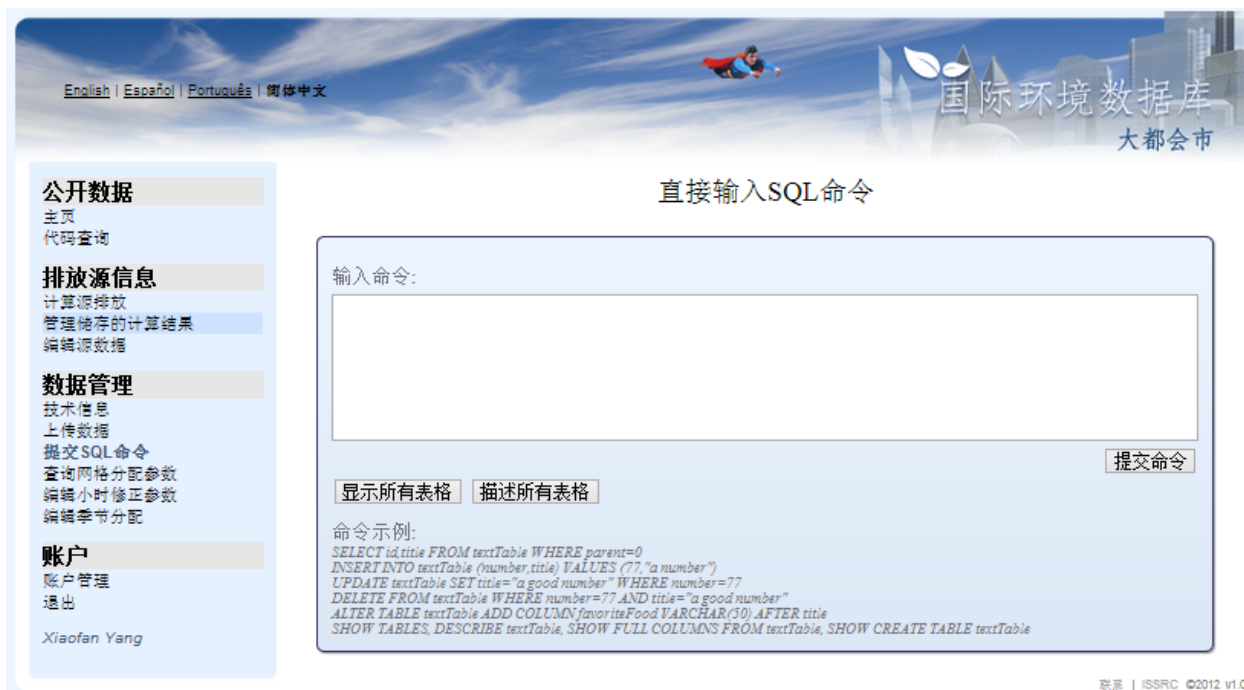 English | Español | Português | 简体中文
国际环境数据库
大都会市
公开数据
主页
代码查询
排放源信息
计算源排放
管理储存的计算结果
编辑源数据
数据管理
技术信息
上传数据
提交SQL命令
查询网格分配参数
编辑小时修正参数
编辑季节分配
账户
账户管理
退出
Xiaofan Yang
直接输入SQL命令
输入命令:
提交命令
显示所有表格 描述所有表格
命令示例:
SELECT id,title FROM textTable WHERE parent=0
INSERT INTO textTable (number,title) VALUES (77,"a number")
UPDATE textTable SET title="a good number" WHERE number=77
DELETE FROM textTable WHERE number=77 AND title="a good number"
ALTER TABLE textTable ADD COLUMN favoriteFood VARCHAR(50) AFTER title
SHOW TABLES, DESCRIBE textTable, SHOW FULL COLUMNS FROM textTable, SHOW CREATE TABLE textTable
联系 | ISSRC ©2012 v1.0